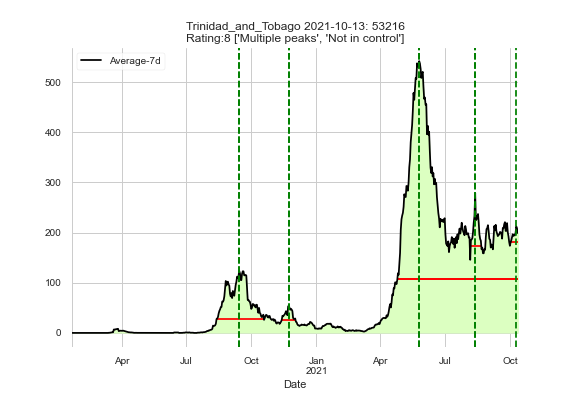 Trinidad_and_Tobago 2021-10-13: 53216
Rating:8 ['Multiple peaks', 'Not in control']
Average-7d
500
400
300
200
100
0
Apr Jul Oct Jan Apr Jul Oct
2021
Date